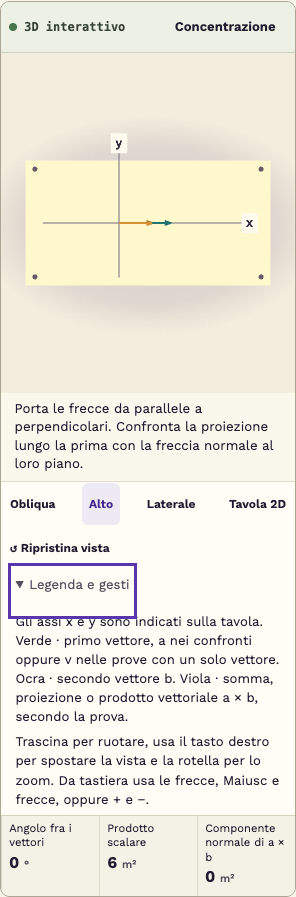 3D interattivo Concentrazione
y
x
Porta le frecce da parallele a
perpendicolari. Confronta la proiezione
lungo la prima con la freccia normale al
loro piano.
Obliqua Alto Laterale Tavola 2D
↺ Ripristina vista
▼ Legenda e gesti
Gli assi x e y sono indicati sulla tavola.
Verde · primo vettore, a nei confronti
oppure v nelle prove con un solo vettore.
Ocra · secondo vettore b. Viola · somma,
proiezione o prodotto vettoriale a × b,
secondo la prova.
Trascina per ruotare, usa il tasto destro
per spostare la vista e la rotella per lo
zoom. Da tastiera usa le frecce, Maiusc e
frecce, oppure + e −.
Angolo fra i
vettori
0 °
Prodotto
scalare
6 m²
Componente
normale di a ×
b
0 m²